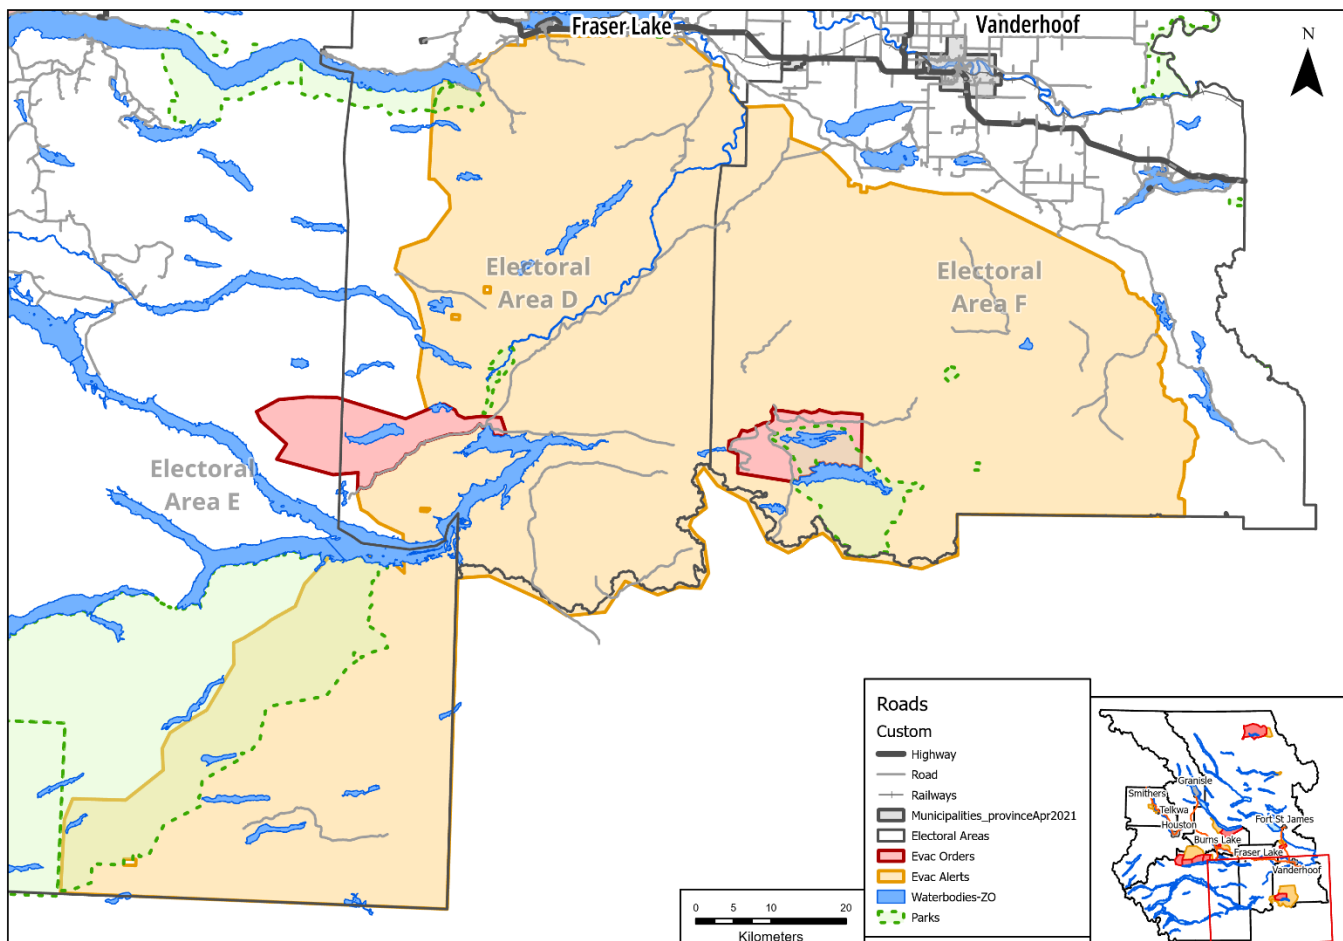 Fraser Lake
Vanderhoof
N
Electoral
Area D
Electoral
Area F
Electoral
Area E
Roads
Custom
Highway
Road
Railways
Municipalities_provinceApr2021
Electoral Areas
Evac Orders
Evac Alerts
Waterbodies-ZO
Parks
0 5 10 20
Kilometers
Granisle
Smithers
Telkwa
Houston
Fort St James
Burns Lake
Fraser Lake
Vanderhoof